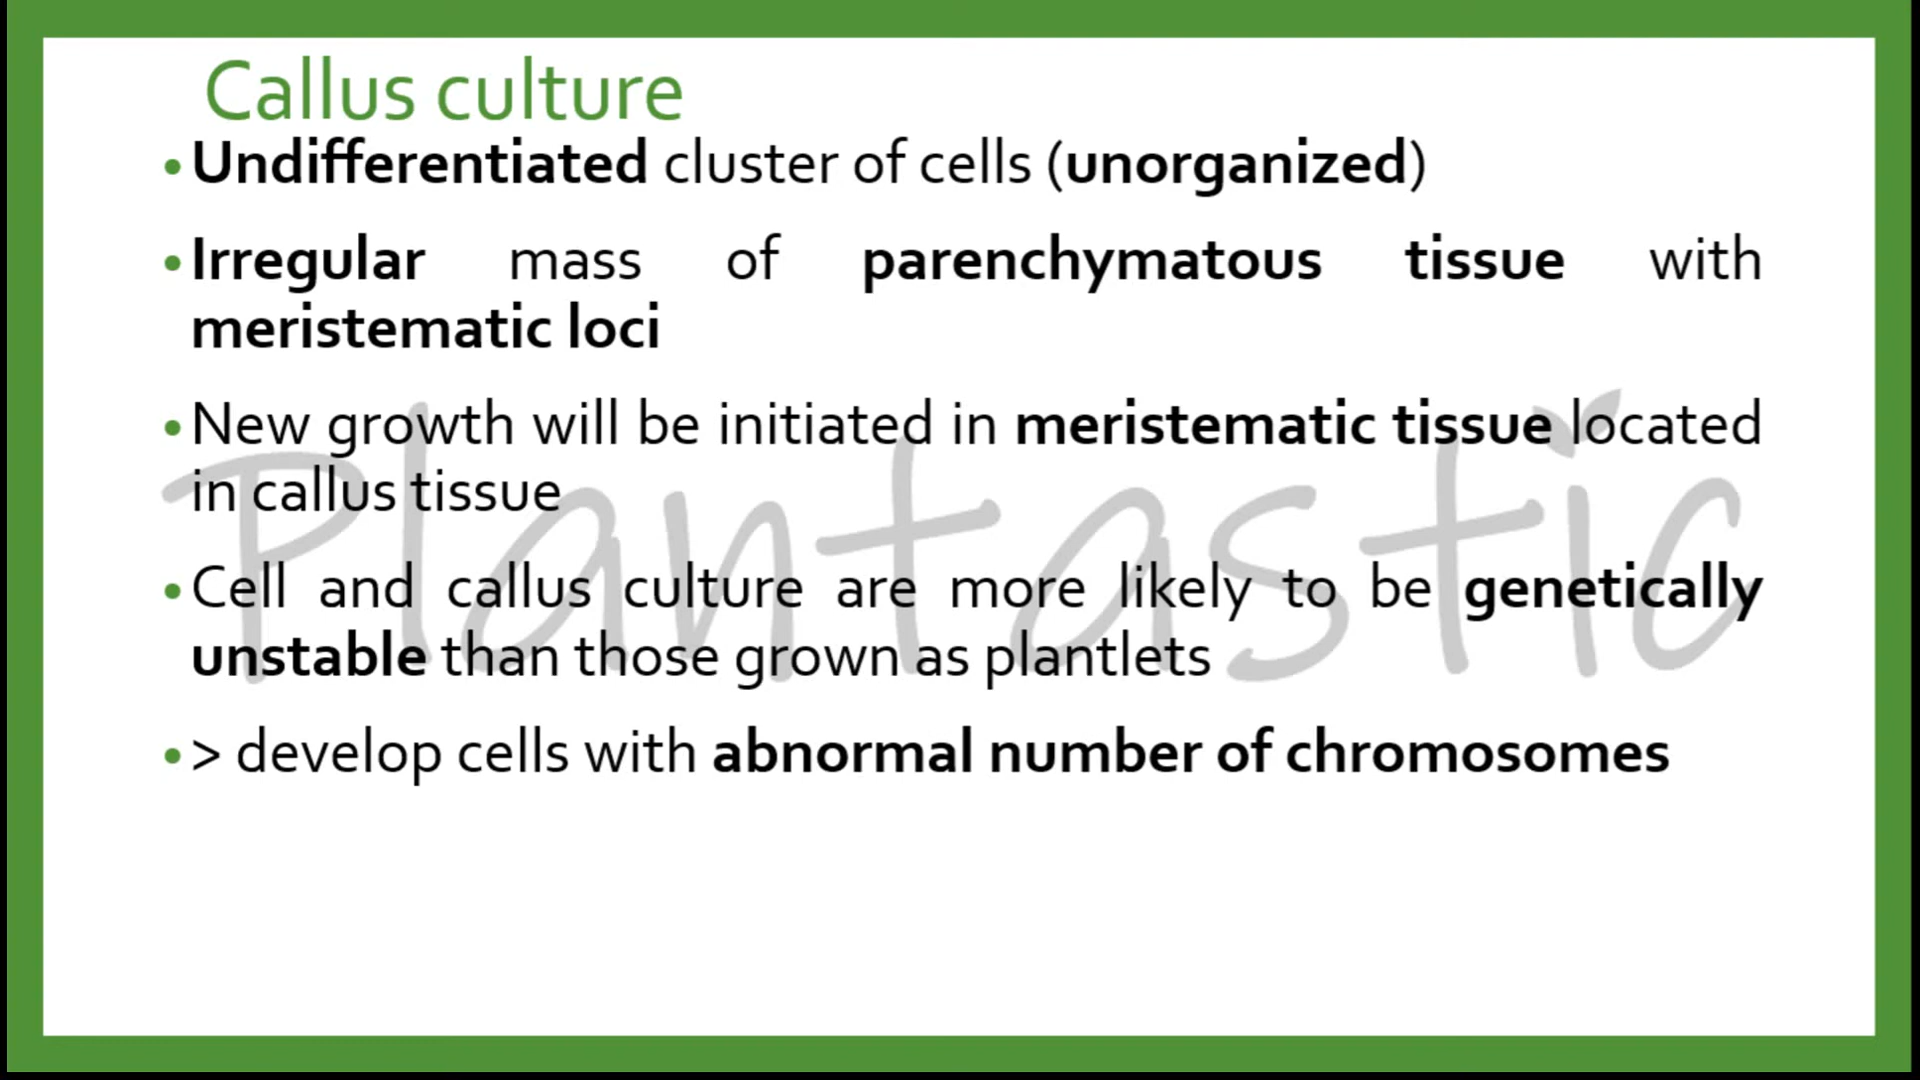 Callus culture
• Undifferentiated cluster of cells (unorganized)
• Irregular mass of parenchymatous tissue with
meristematic loci
• New growth will be initiated in meristematic tissue located
in callus tissue
• Cell and callus culture are more likely to be genetically
unstable than those grown as plantlets
• > develop cells with abnormal number of chromosomes
Plantastic